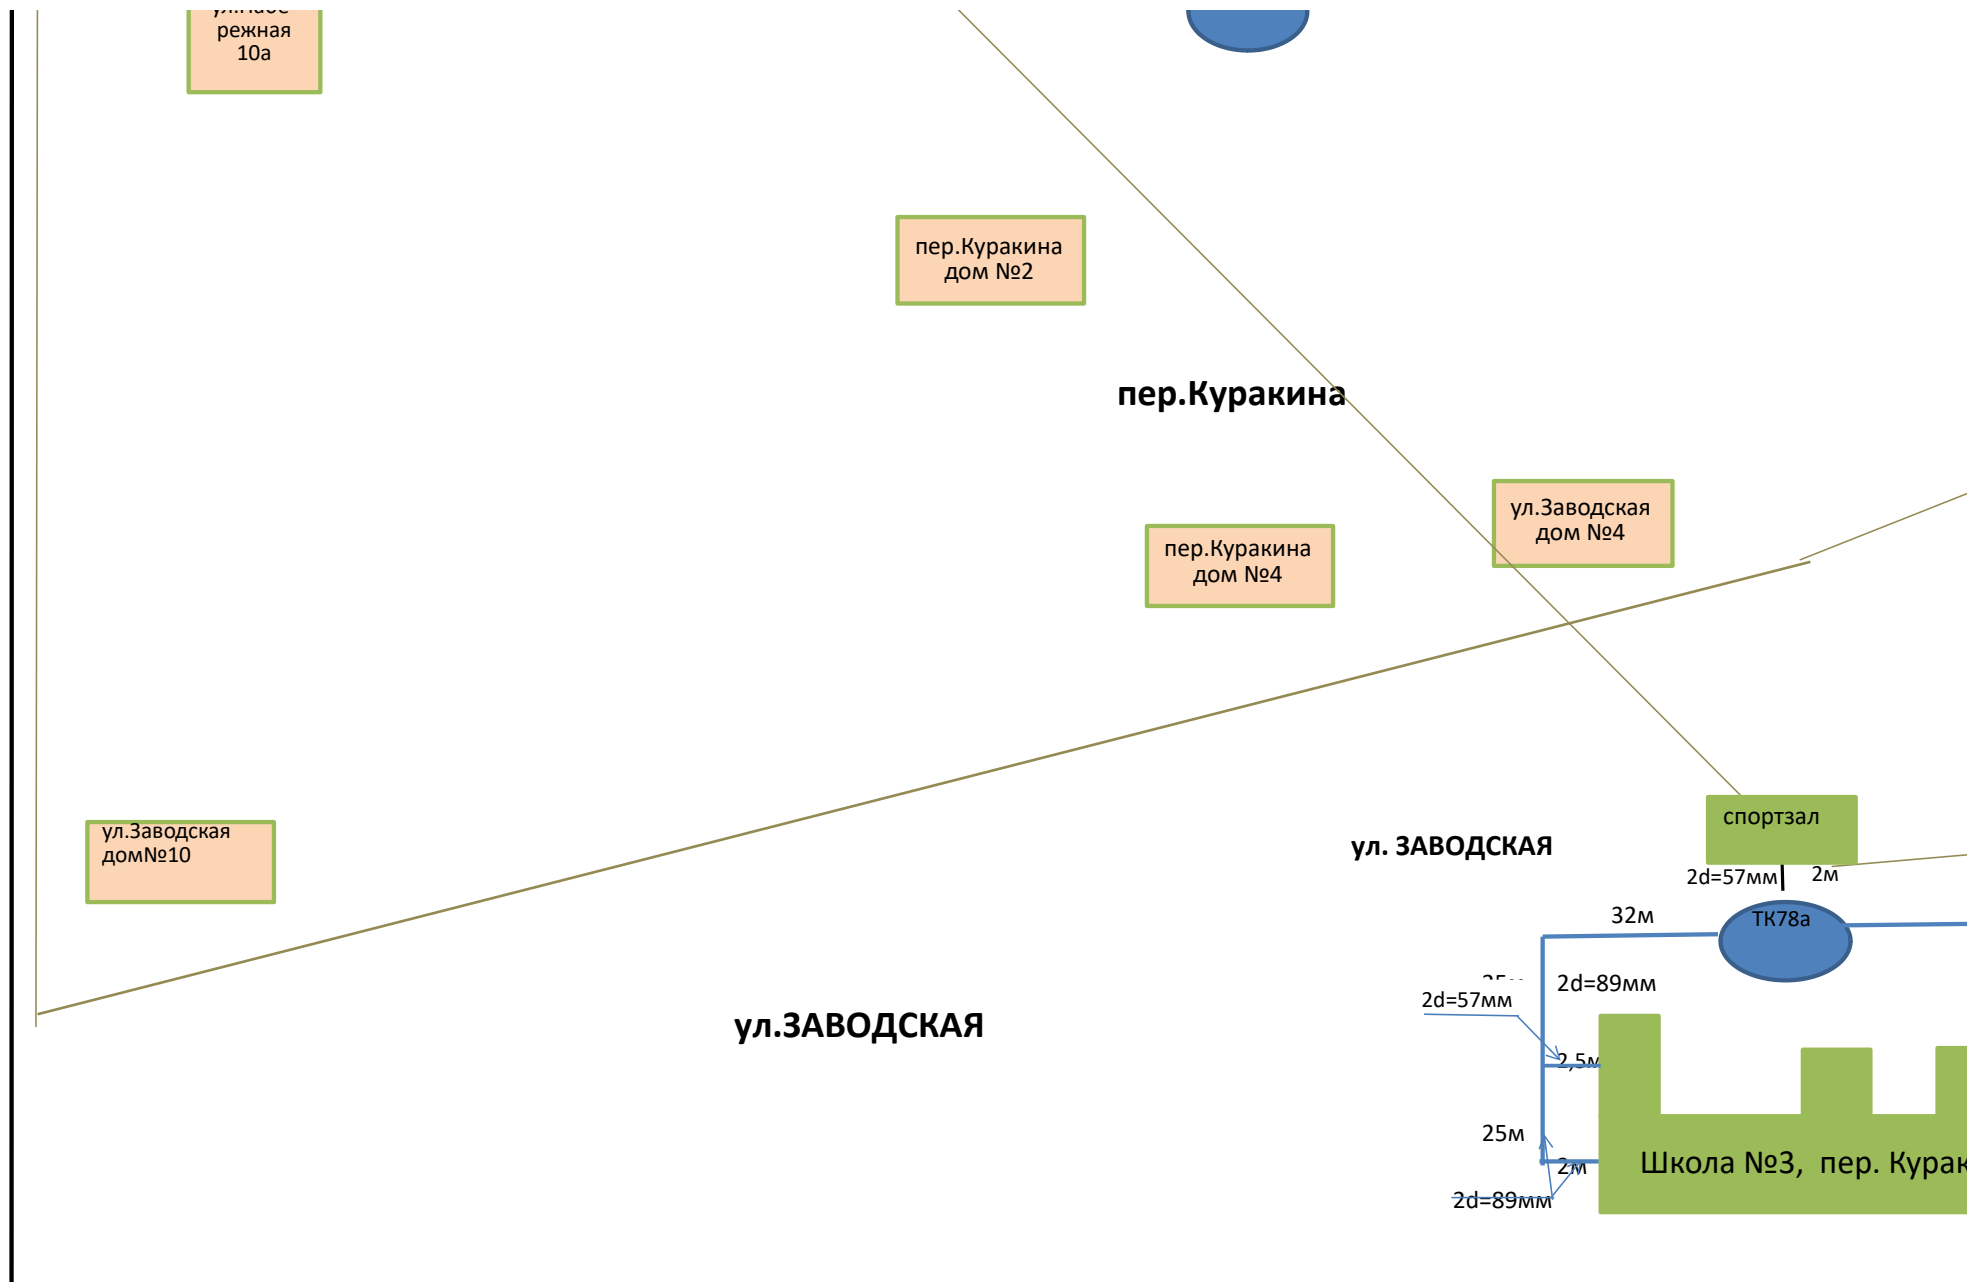 режная
10а
пер.Куракина
дом №2
пер.Куракина
ул.Заводская
дом №4
пер.Куракина
дом №4
спортзал
ул.Заводская
дом№10
ул. ЗАВОДСКАЯ
2d=57мм
2м
32м
ТК78а
2d=89мм
2d=57мм
ул.ЗАВОДСКАЯ
2,5м
25м
2м
Школа №3, пер. Курак
2d=89мм